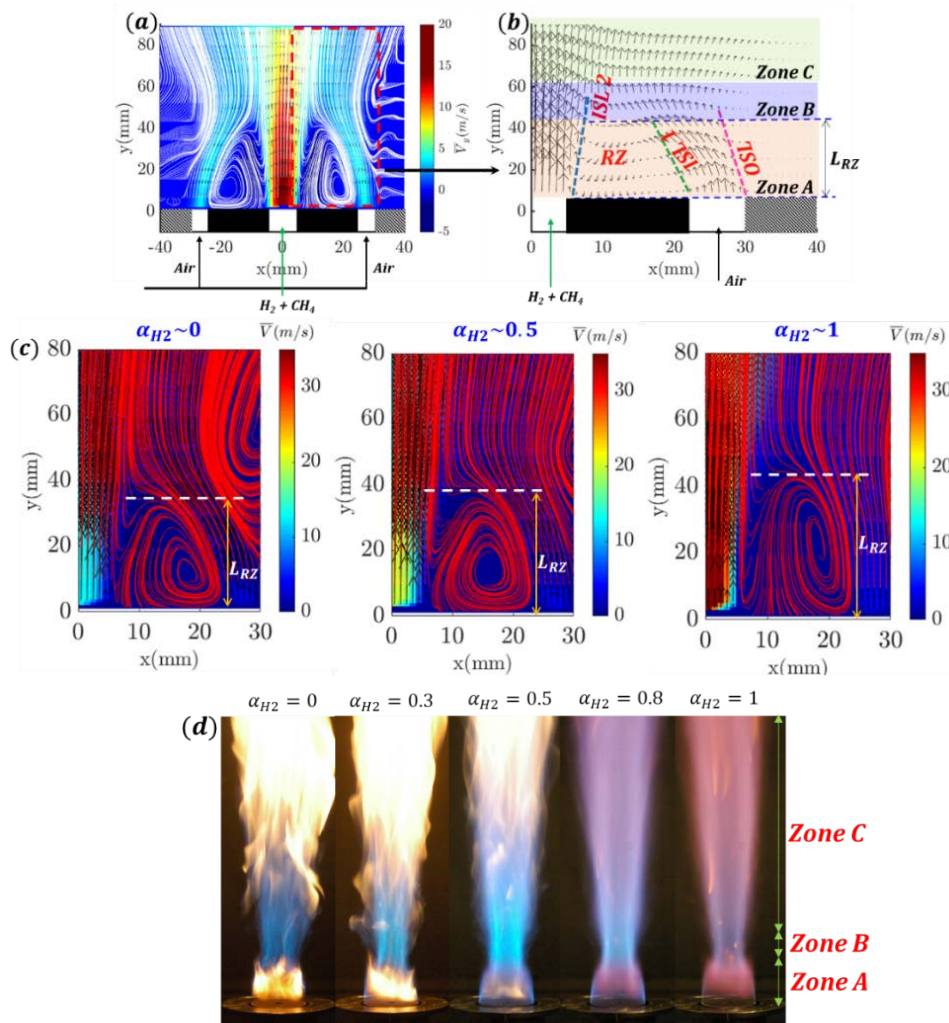 (a)
y(mm)
80
60
40
20
0
-40 -20 0 20 40
x(mm)
V̅y(m/s)
20
15
10
5
0
-5
Air
H2 + CH4
Air
(b)
y(mm)
80
60
40
20
0
0 10 20 30 40
x(mm)
Zone C
Zone B
Zone A
ISL 2
RZ
ISL 1
OSL
LRZ
H2 + CH4
Air
(c)
αH2~0
V̅(m/s)
y(mm)
80
60
40
20
0
0 10 20 30
x(mm)
LRZ
30
20
10
0
αH2~0.5
V̅(m/s)
y(mm)
80
60
40
20
0
0 10 20 30
x(mm)
LRZ
30
20
10
0
αH2~1
V̅(m/s)
y(mm)
80
60
40
20
0
0 10 20 30
x(mm)
LRZ
30
20
10
0
(d)
αH2 = 0 αH2 = 0.3 αH2 = 0.5 αH2 = 0.8 αH2 = 1
Zone C
Zone B
Zone A